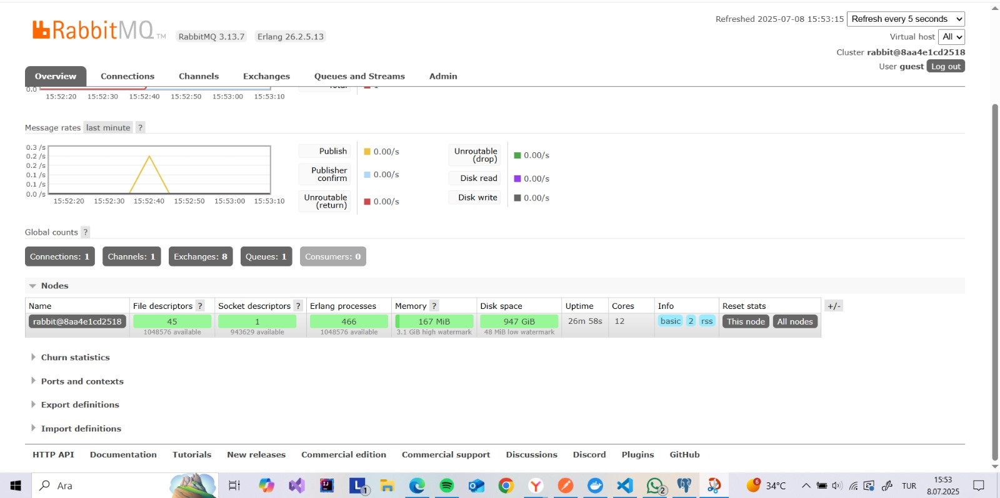 Refreshed 2025-07-08 15:53:15 Refresh every 5 seconds
RabbitMQ TM RabbitMQ 3.13.7 Erlang 26.2.5.13
Virtual host All
Cluster rabbit@8aa4e1cd2518
User guest Log out
Overview Connections Channels Exchanges Queues and Streams Admin
0.0 Total 1
15:52:20 15:52:30 15:52:40 15:52:50 15:53:00 15:53:10
Message rates last minute ?
0.3 /s
0.2 /s
0.2 /s
0.1 /s
0.1 /s
0.0 /s
15:52:20 15:52:30 15:52:40 15:52:50 15:53:00 15:53:10
Publish 0.00/s
Publisher
confirm 0.00/s
Unroutable
(return) 0.00/s
Unroutable
(drop) 0.00/s
Disk read 0.00/s
Disk write 0.00/s
Global counts ?
Connections: 1 Channels: 1 Exchanges: 8 Queues: 1 Consumers: 0
Nodes
Name File descriptors ? Socket descriptors ? Erlang processes Memory ? Disk space Uptime Cores Info Reset stats +/-
rabbit@8aa4e1cd2518 45 1 466 167 MiB 947 GiB 26m 58s 12 basic 2 rss This node All nodes
1048576 available 943629 available 1048576 available 3.1 GiB high watermark 48 MiB low watermark
Churn statistics
Ports and contexts
Export definitions
Import definitions
HTTP API Documentation Tutorials New releases Commercial edition Commercial support Discussions Discord Plugins GitHub
Ara L 1 Y 2 6 34°C TUR 15:53
8.07.2025